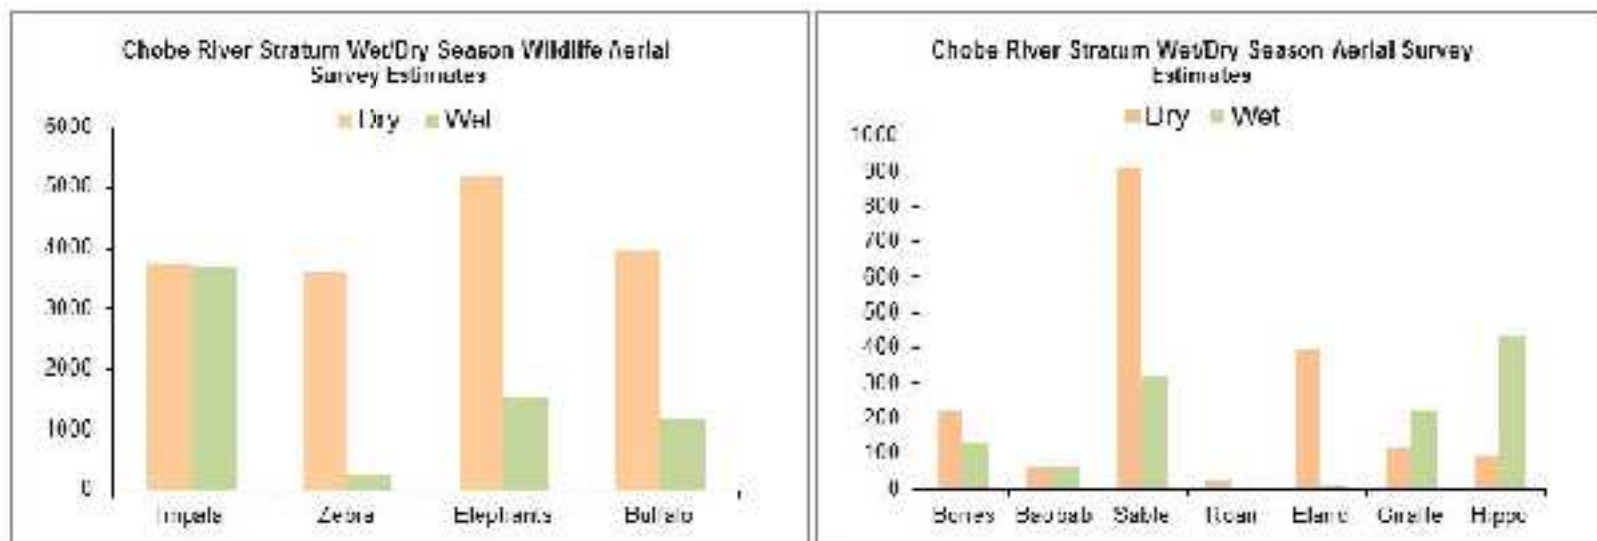 Chobe River Stratum Wet/Dry Season Wildlife Aerial
Survey Estimates
Dry Wet
6000
5000
4000
3000
2000
1000
0
Impala Zebra Elephants Buffalo
Chobe River Stratum Wet/Dry Season Aerial Survey
Estimates
Dry Wet
1000
900
800
700
600
500
400
300
200
100
0
Bones Baobab Sable Roan Eland Giraffe Hippo